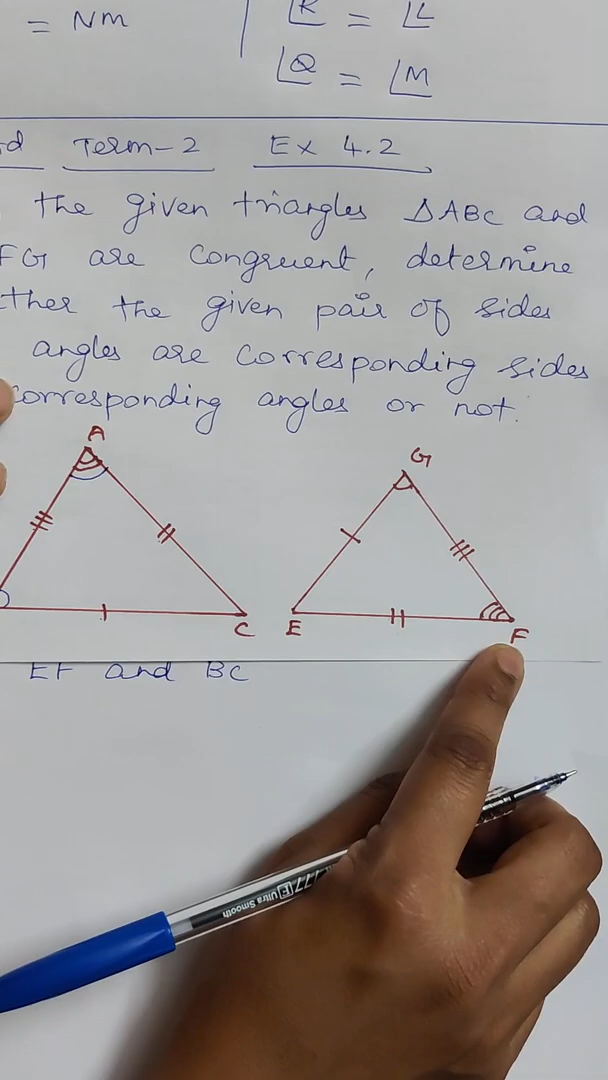 = NM
∠K = ∠L
∠Q = ∠M
Term-2 Ex 4.2
the given triangles ΔABC and
FG are congruent, determine
the given pair of sides
angles are corresponding sides
corresponding angles or not.
A
G
C
E
F
EF and BC
Ultra Smooth